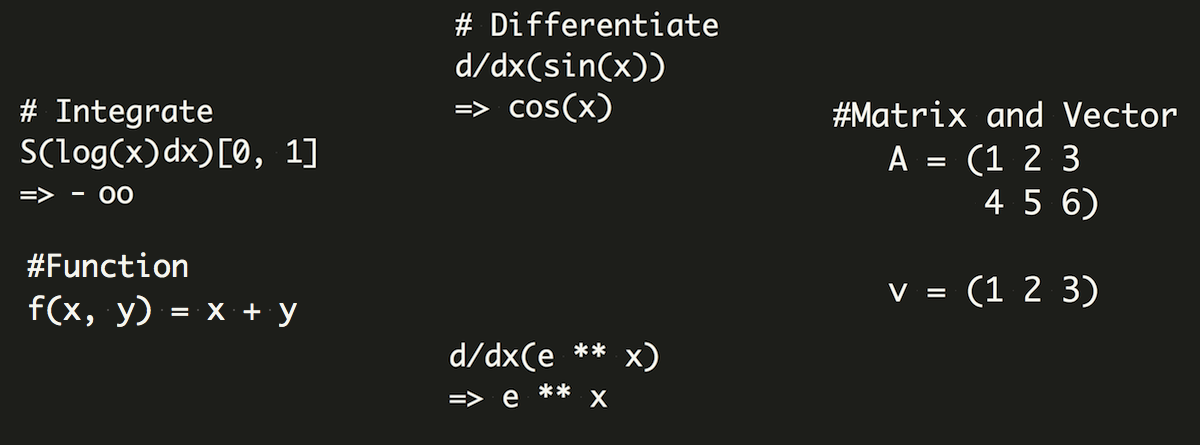 # Integrate
S(log(x)dx)[0, 1]
=> - oo
#Function
f(x, y) = x + y
# Differentiate
d/dx(sin(x))
=> cos(x)
d/dx(e ** x)
=> e ** x
#Matrix and Vector
A = (1 2 3
4 5 6)
v = (1 2 3)